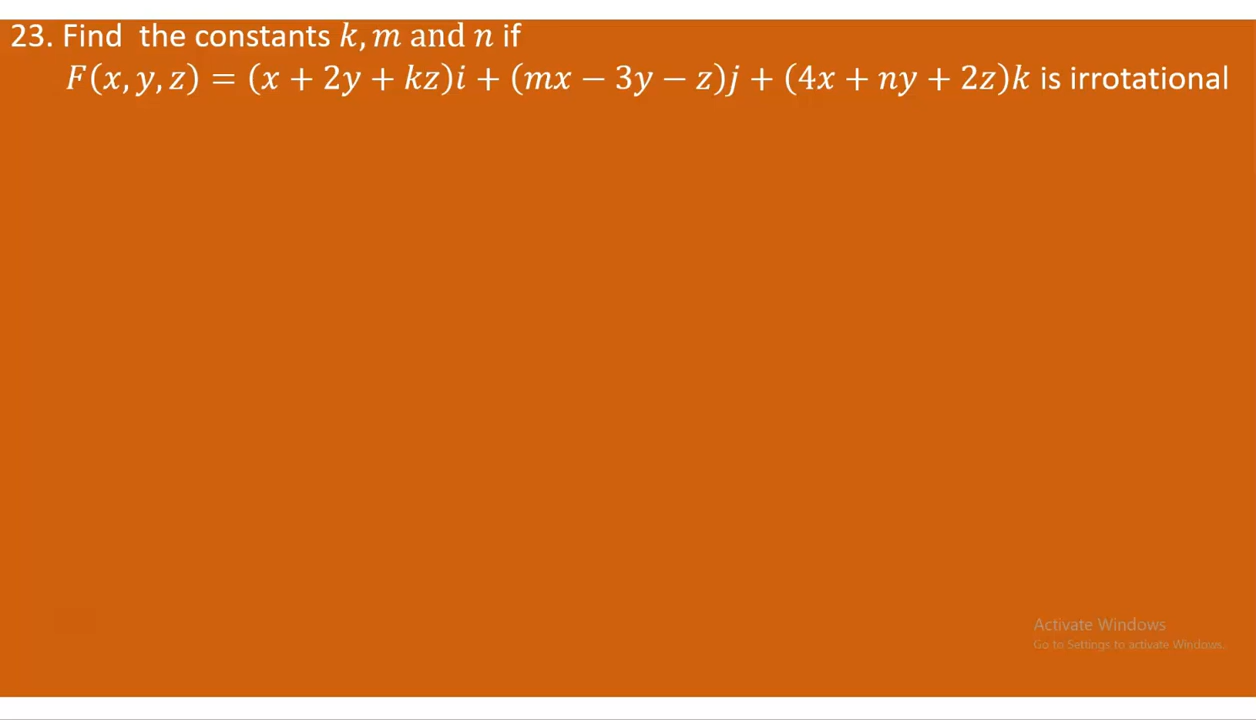 23. Find the constants k, m and n if
F(x, y, z) = (x + 2y + kz)i + (mx − 3y − z)j + (4x + ny + 2z)k is irrotational
Activate Windows
Go to Settings to activate Windows.